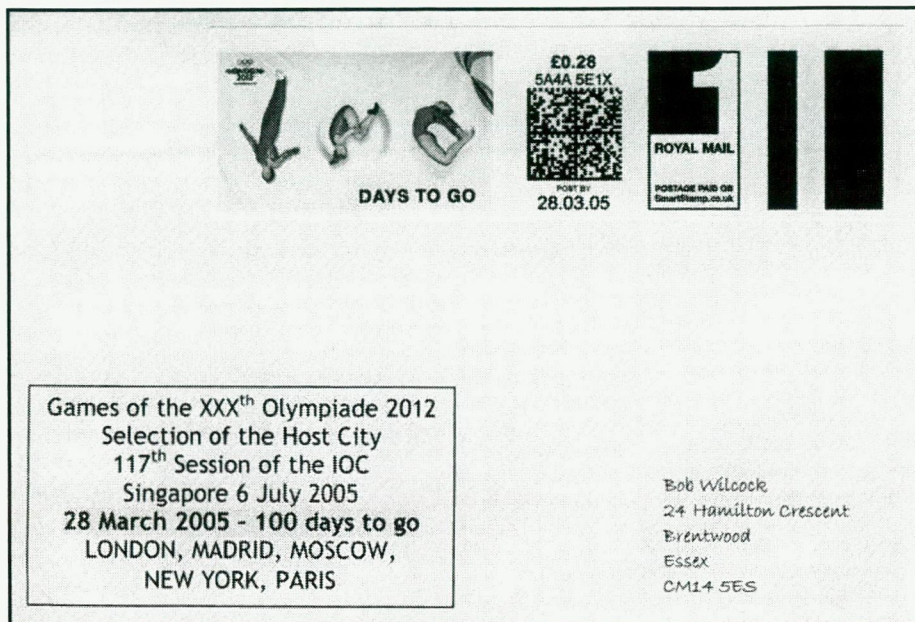 2012
DAYS TO GO
£0.28
5A4A 5E1X
POST BY
28.03.05
1
ROYAL MAIL
POSTAGE PAID GB
SmartStamp.co.uk
Games of the XXXth Olympiade 2012
Selection of the Host City
117th Session of the IOC
Singapore 6 July 2005
28 March 2005 - 100 days to go
LONDON, MADRID, MOSCOW,
NEW YORK, PARIS
Bob Wilcock
24 Hamilton Crescent
Brentwood
Essex
CM14 5ES